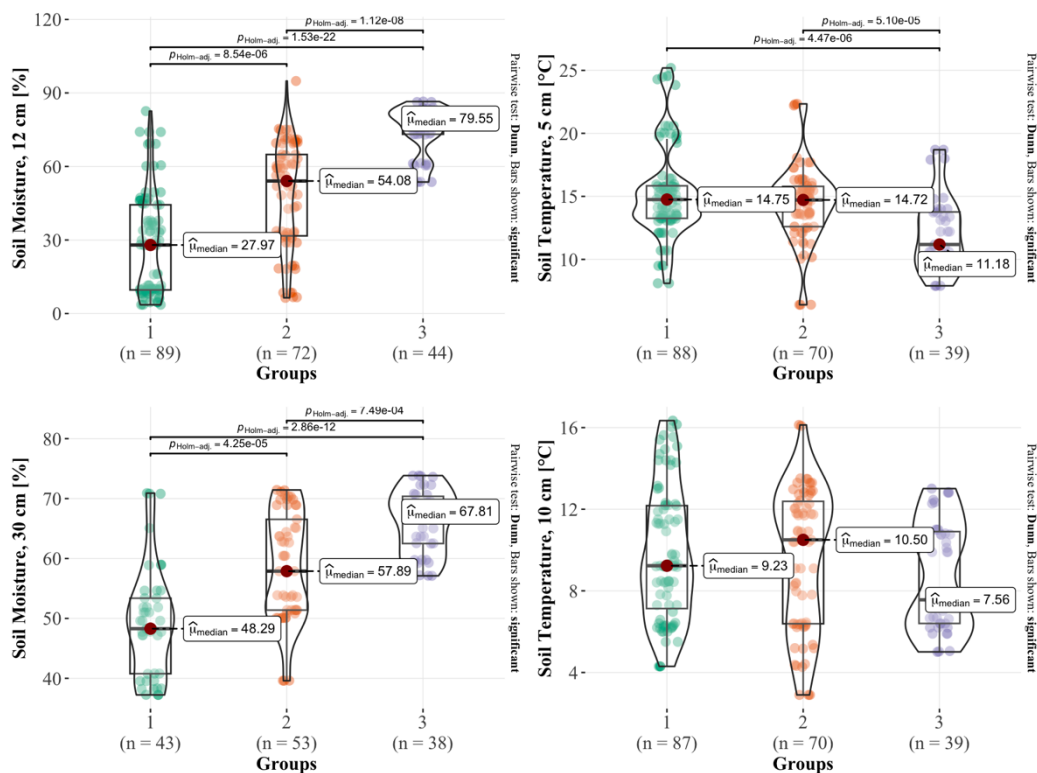 Soil Moisture, 12 cm [%]
120
90
60
30
0
pHolm-adj. = 1.12e-08
pHolm-adj. = 1.53e-22
pHolm-adj. = 8.54e-06
μ̂median = 27.97
μ̂median = 54.08
μ̂median = 79.55
1
(n = 89)
2
(n = 72)
3
(n = 44)
Groups
Pairwise test: Dunn, Bars shown: significant
Soil Temperature, 5 cm [°C]
25
20
15
10
pHolm-adj. = 5.10e-05
pHolm-adj. = 4.47e-06
μ̂median = 14.75
μ̂median = 14.72
μ̂median = 11.18
1
(n = 88)
2
(n = 70)
3
(n = 39)
Groups
Pairwise test: Dunn, Bars shown: significant
Soil Moisture, 30 cm [%]
80
70
60
50
40
pHolm-adj. = 7.49e-04
pHolm-adj. = 2.86e-12
pHolm-adj. = 4.25e-05
μ̂median = 48.29
μ̂median = 57.89
μ̂median = 67.81
1
(n = 43)
2
(n = 53)
3
(n = 38)
Groups
Pairwise test: Dunn, Bars shown: significant
Soil Temperature, 10 cm [°C]
16
12
8
4
μ̂median = 9.23
μ̂median = 10.50
μ̂median = 7.56
1
(n = 87)
2
(n = 70)
3
(n = 39)
Groups
Pairwise test: Dunn, Bars shown: significant